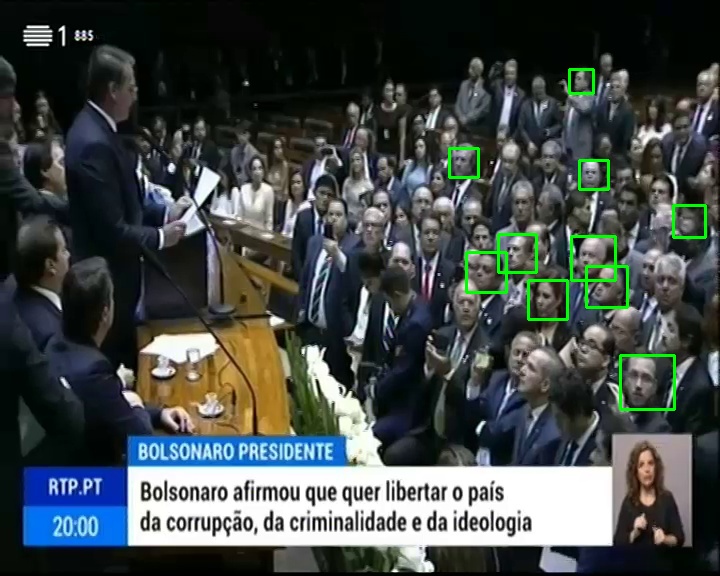 1 885
BOLSONARO PRESIDENTE
RTP.PT
Bolsonaro afirmou que quer libertar o país
20:00
da corrupção, da criminalidade e da ideologia